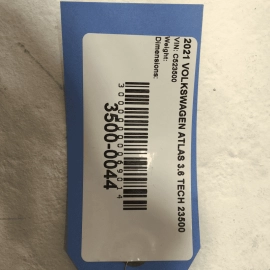 2021 VOLKSWAGEN ATLAS 3.6 TECH 23500
VIN: C523500
Weight:
Dimensions:
3500-0044